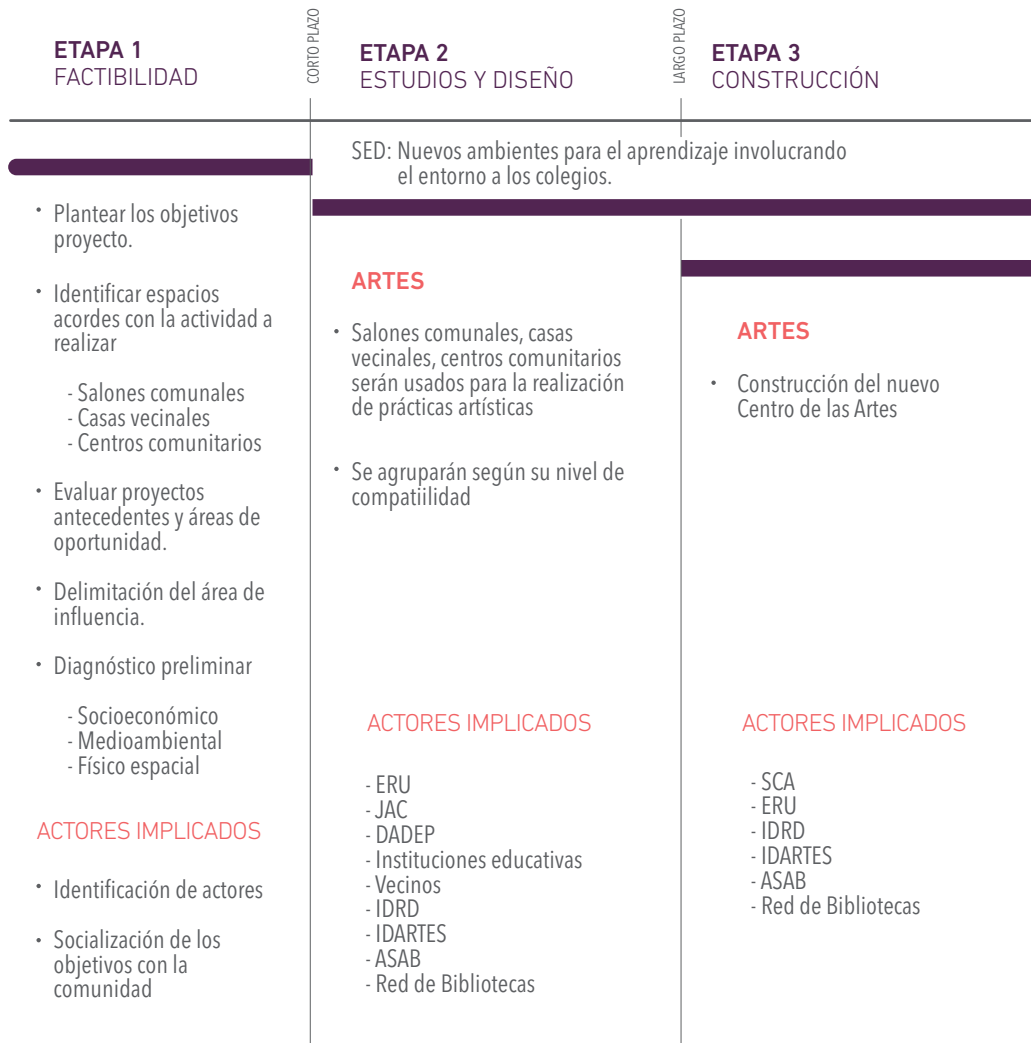 ETAPA 1
FACTIBILIDAD
CORTO PLAZO
ETAPA 2
ESTUDIOS Y DISEÑO
LARGO PLAZO
ETAPA 3
CONSTRUCCIÓN
SED: Nuevos ambientes para el aprendizaje involucrando
el entorno a los colegios.
• Plantear los objetivos
proyecto.
• Identificar espacios
acordes con la actividad a
realizar
- Salones comunales
- Casas vecinales
- Centros comunitarios
• Evaluar proyectos
antecedentes y áreas de
oportunidad.
• Delimitación del área de
influencia.
• Diagnóstico preliminar
- Socioeconómico
- Medioambiental
- Físico espacial
ACTORES IMPLICADOS
• Identificación de actores
• Socialización de los
objetivos con la
comunidad
ARTES
• Salones comunales, casas
vecinales, centros comunitarios
serán usados para la realización
de prácticas artísticas
• Se agruparán según su nivel de
compatiilidad
ACTORES IMPLICADOS
- ERU
- JAC
- DADEP
- Instituciones educativas
- Vecinos
- IDRD
- IDARTES
- ASAB
- Red de Bibliotecas
ARTES
• Construcción del nuevo
Centro de las Artes
ACTORES IMPLICADOS
- SCA
- ERU
- IDRD
- IDARTES
- ASAB
- Red de Bibliotecas